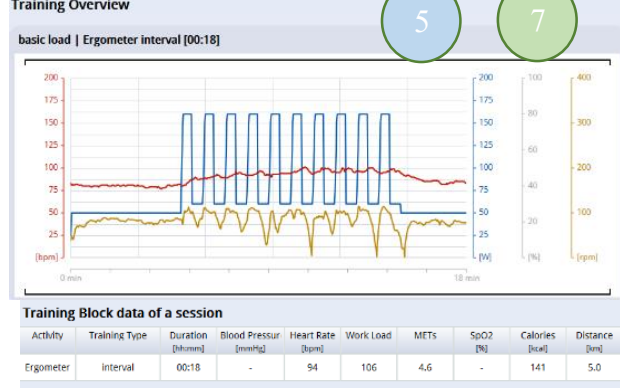 Training Overview
5 7
basic load | Ergometer interval [00:18]
200 200 100 400
175 175
150 150 80 300
125 125 60
100 100 200
75 75 40
50 50 20 100
25 25
[bpm] [W] [%] [rpm]
0 min 18 min
Training Block data of a session
Activity Training Type Duration Blood Pressur Heart Rate Work Load METs SpO2 Calories Distance
[hh:mm] [mmHg] [bpm] [%] [kcal] [km]
Ergometer interval 00:18 - 94 106 4.6 - 141 5.0